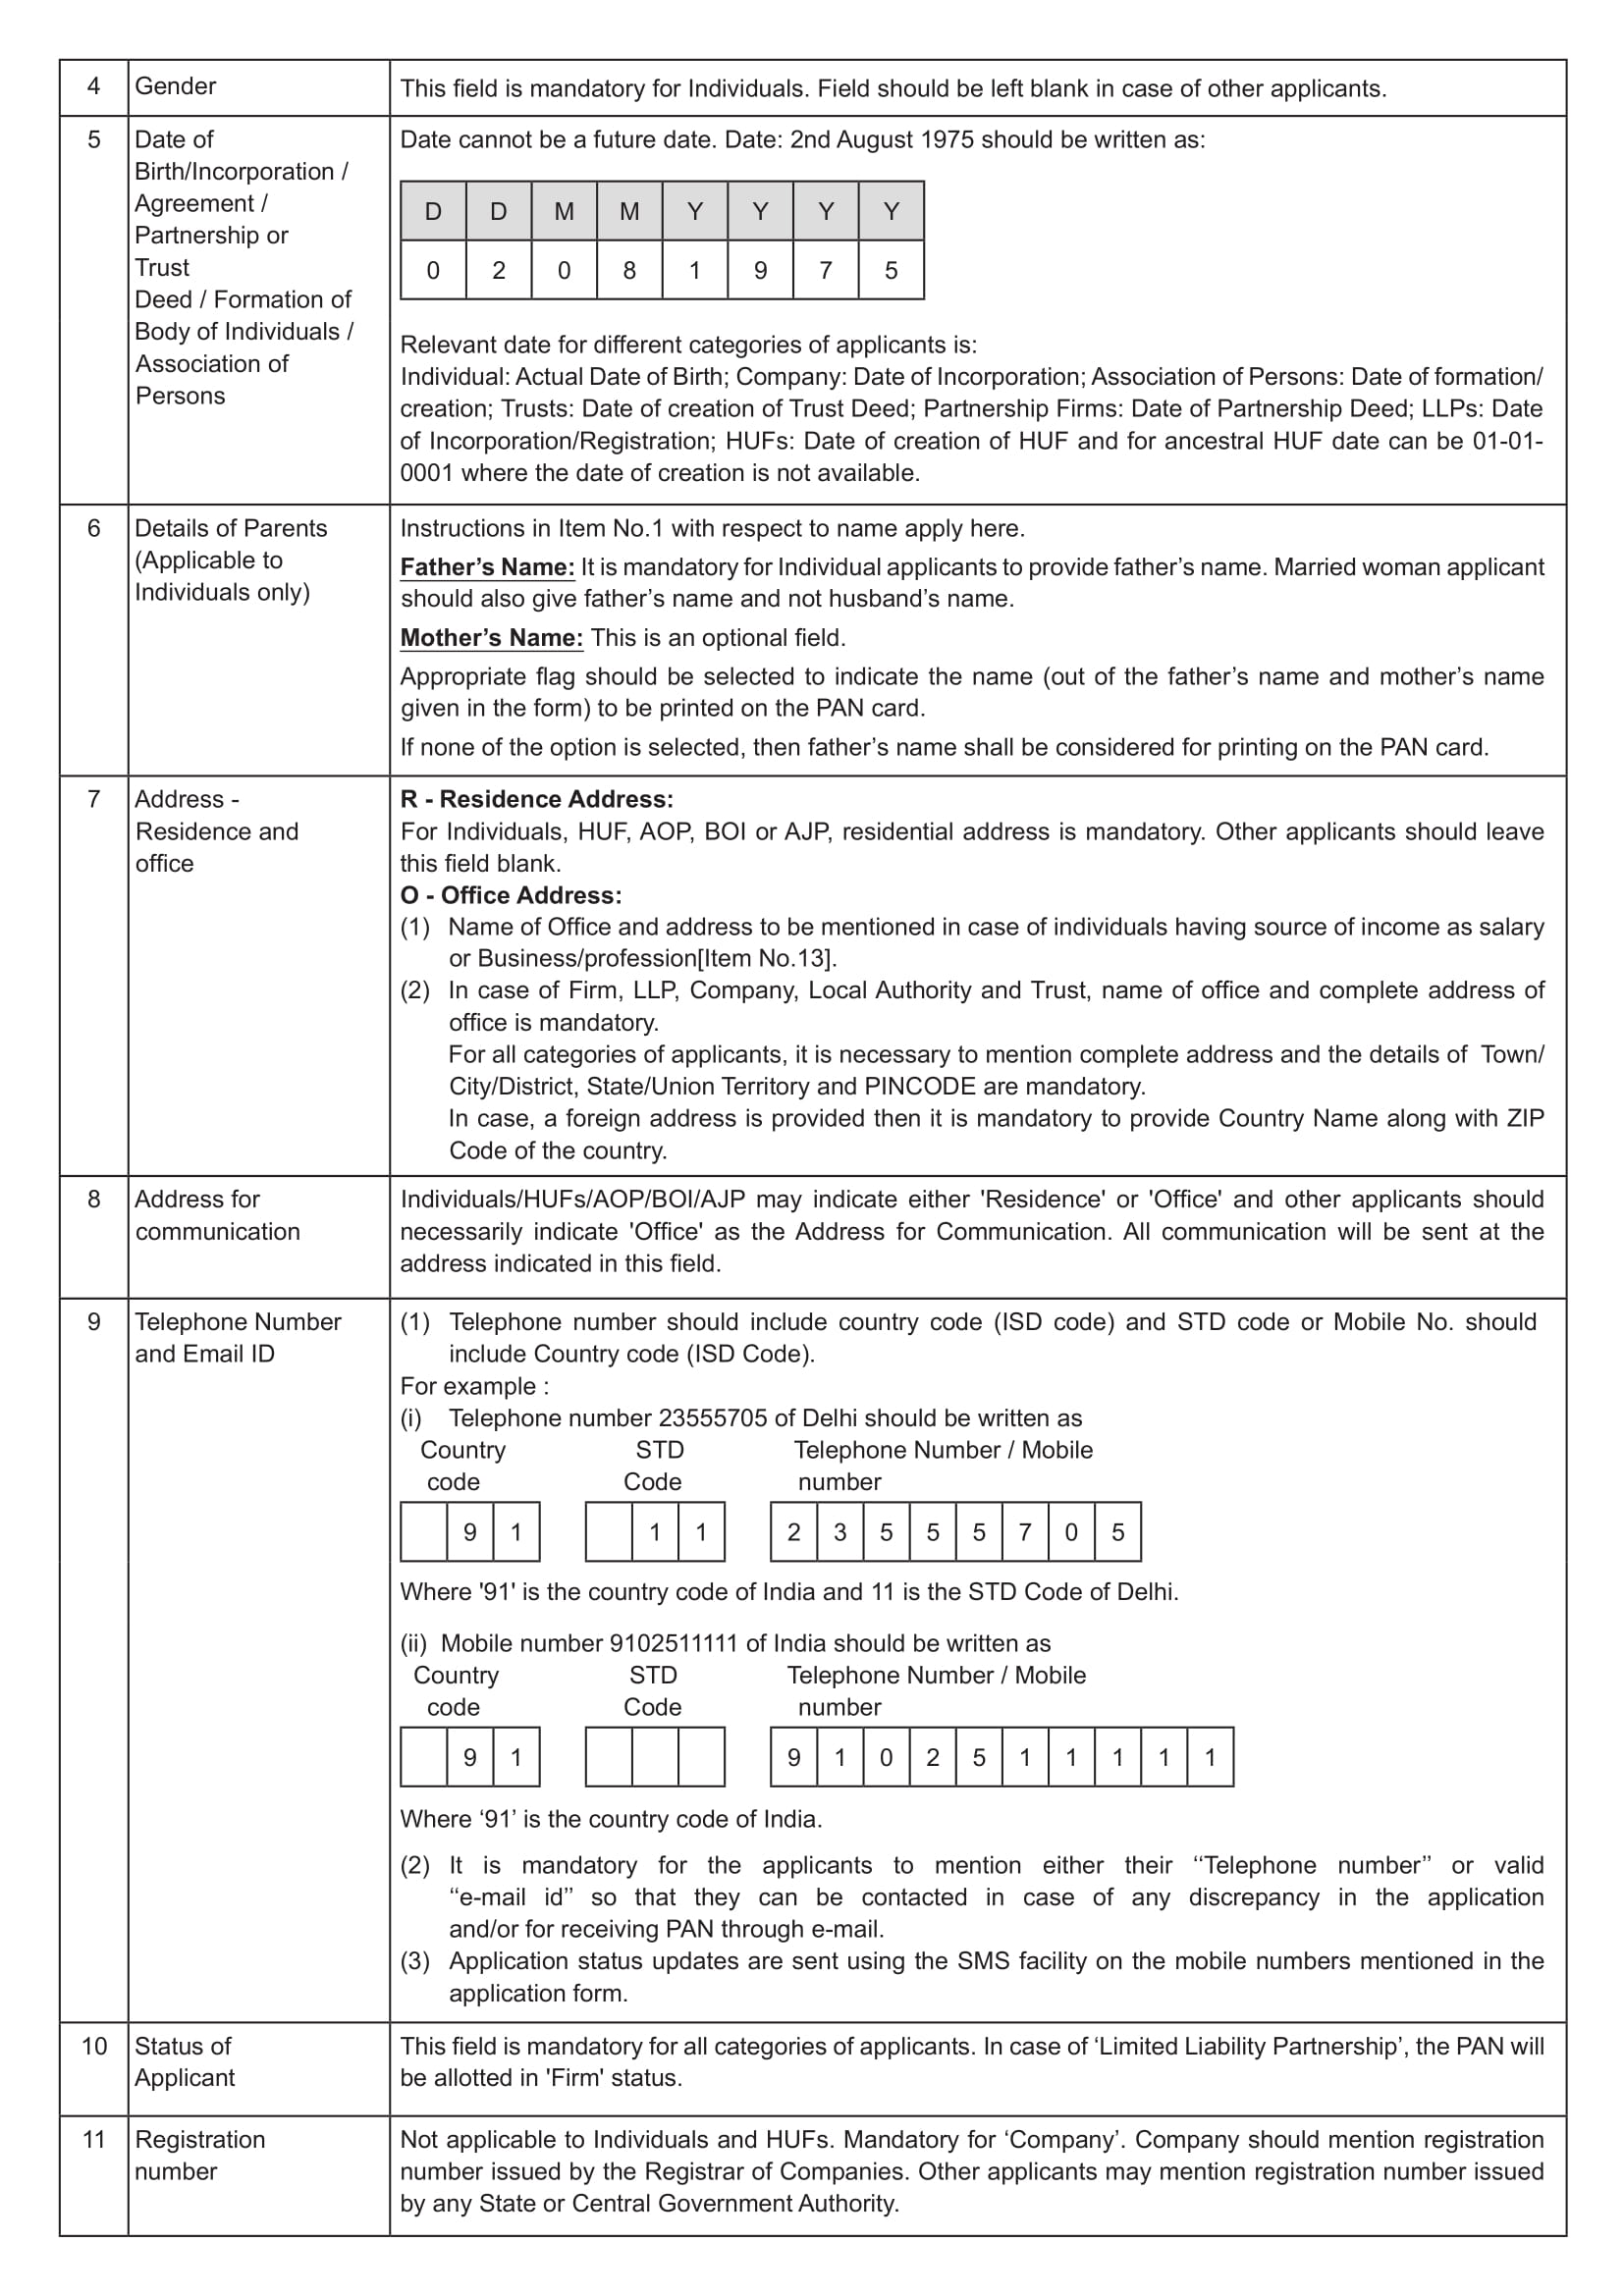 4 Gender This field is mandatory for Individuals. Field should be left blank in case of other applicants.
5 Date of
Birth/Incorporation /
Agreement /
Partnership or
Trust
Deed / Formation of
Body of Individuals /
Association of
Persons
Date cannot be a future date. Date: 2nd August 1975 should be written as:
D D M M Y Y Y Y
0 2 0 8 1 9 7 5
Relevant date for different categories of applicants is:
Individual: Actual Date of Birth; Company: Date of Incorporation; Association of Persons: Date of formation/
creation; Trusts: Date of creation of Trust Deed; Partnership Firms: Date of Partnership Deed; LLPs: Date
of Incorporation/Registration; HUFs: Date of creation of HUF and for ancestral HUF date can be 01-01-
0001 where the date of creation is not available.
6 Details of Parents
(Applicable to
Individuals only)
Instructions in Item No.1 with respect to name apply here.
Father’s Name: It is mandatory for Individual applicants to provide father’s name. Married woman applicant
should also give father’s name and not husband’s name.
Mother’s Name: This is an optional field.
Appropriate flag should be selected to indicate the name (out of the father’s name and mother’s name
given in the form) to be printed on the PAN card.
If none of the option is selected, then father’s name shall be considered for printing on the PAN card.
7 Address -
Residence and
office
R - Residence Address:
For Individuals, HUF, AOP, BOI or AJP, residential address is mandatory. Other applicants should leave
this field blank.
O - Office Address:
(1) Name of Office and address to be mentioned in case of individuals having source of income as salary
or Business/profession[Item No.13].
(2) In case of Firm, LLP, Company, Local Authority and Trust, name of office and complete address of
office is mandatory.
For all categories of applicants, it is necessary to mention complete address and the details of Town/
City/District, State/Union Territory and PINCODE are mandatory.
In case, a foreign address is provided then it is mandatory to provide Country Name along with ZIP
Code of the country.
8 Address for
communication
Individuals/HUFs/AOP/BOI/AJP may indicate either 'Residence' or 'Office' and other applicants should
necessarily indicate 'Office' as the Address for Communication. All communication will be sent at the
address indicated in this field.
9 Telephone Number
and Email ID
(1) Telephone number should include country code (ISD code) and STD code or Mobile No. should
include Country code (ISD Code).
For example :
(i) Telephone number 23555705 of Delhi should be written as
Country STD Telephone Number / Mobile
code Code number
9 1 1 1 2 3 5 5 5 7 0 5
Where '91' is the country code of India and 11 is the STD Code of Delhi.
(ii) Mobile number 9102511111 of India should be written as
Country STD Telephone Number / Mobile
code Code number
9 1 9 1 0 2 5 1 1 1 1 1
Where ‘91’ is the country code of India.
(2) It is mandatory for the applicants to mention either their ‘‘Telephone number’’ or valid
‘‘e-mail id’’ so that they can be contacted in case of any discrepancy in the application
and/or for receiving PAN through e-mail.
(3) Application status updates are sent using the SMS facility on the mobile numbers mentioned in the
application form.
10 Status of
Applicant
This field is mandatory for all categories of applicants. In case of ‘Limited Liability Partnership’, the PAN will
be allotted in 'Firm' status.
11 Registration
number
Not applicable to Individuals and HUFs. Mandatory for ‘Company’. Company should mention registration
number issued by the Registrar of Companies. Other applicants may mention registration number issued
by any State or Central Government Authority.